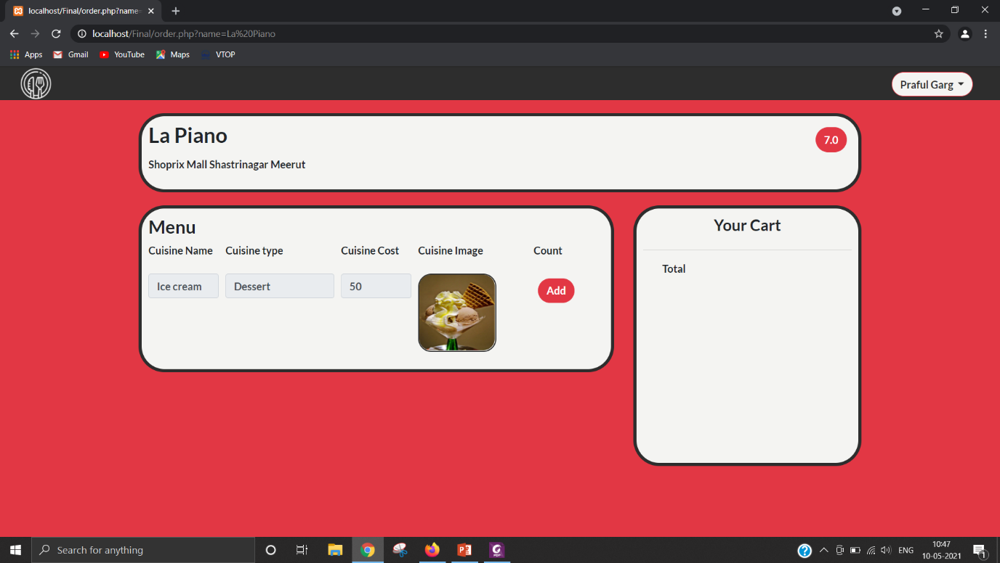 localhost/Final/order.php?name=
localhost/Final/order.php?name=La%20Piano
Apps Gmail YouTube Maps VTOP
Praful Garg
La Piano
7.0
Shoprix Mall Shastrinagar Meerut
Menu
Cuisine Name Cuisine type Cuisine Cost Cuisine Image Count
Ice cream Dessert 50 Add
Your Cart
Total
Search for anything
ENG
10:47
10-05-2021
1